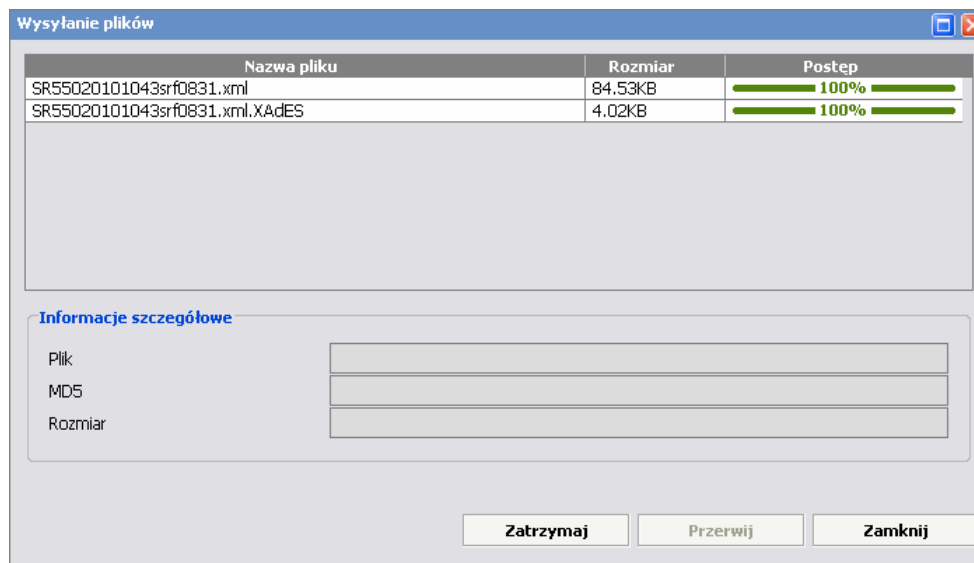 Wysyłanie plików
Nazwa pliku Rozmiar Postęp
SR55020101043srf0831.xml 84.53KB 100%
SR55020101043srf0831.xml.XAdES 4.02KB 100%
Informacje szczegółowe
Plik
MD5
Rozmiar
Zatrzymaj Przerwij Zamknij